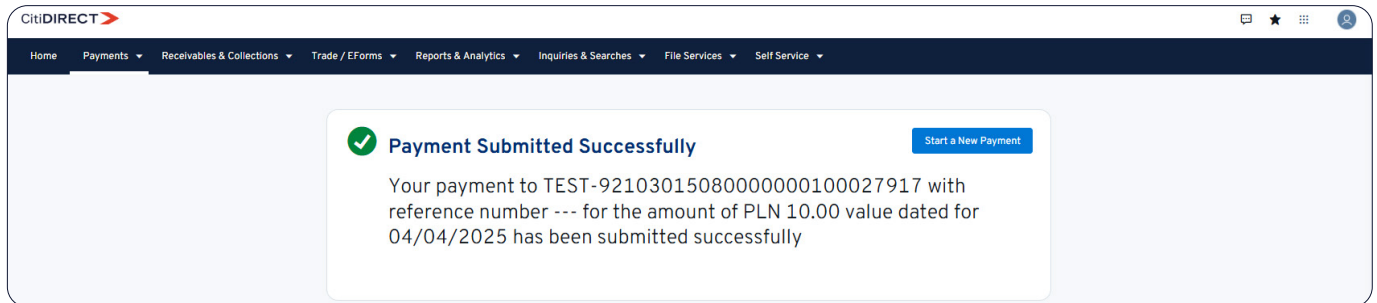 CitiDIRECT
Home Payments Receivables & Collections Trade / EForms Reports & Analytics Inquiries & Searches File Services Self Service
Payment Submitted Successfully
Start a New Payment
Your payment to TEST-92103015080000000100027917 with
reference number --- for the amount of PLN 10.00 value dated for
04/04/2025 has been submitted successfully